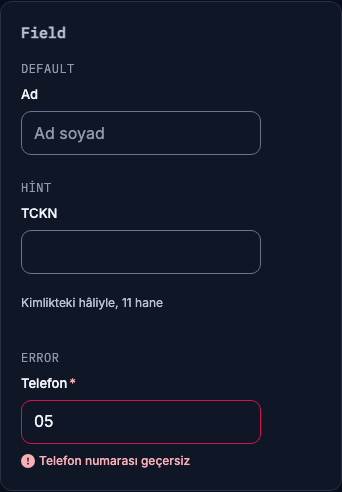 Field
DEFAULT
Ad
Ad soyad
HİNT
TCKN
Kimlikteki hâliyle, 11 hane
ERROR
Telefon *
05
Telefon numarası geçersiz